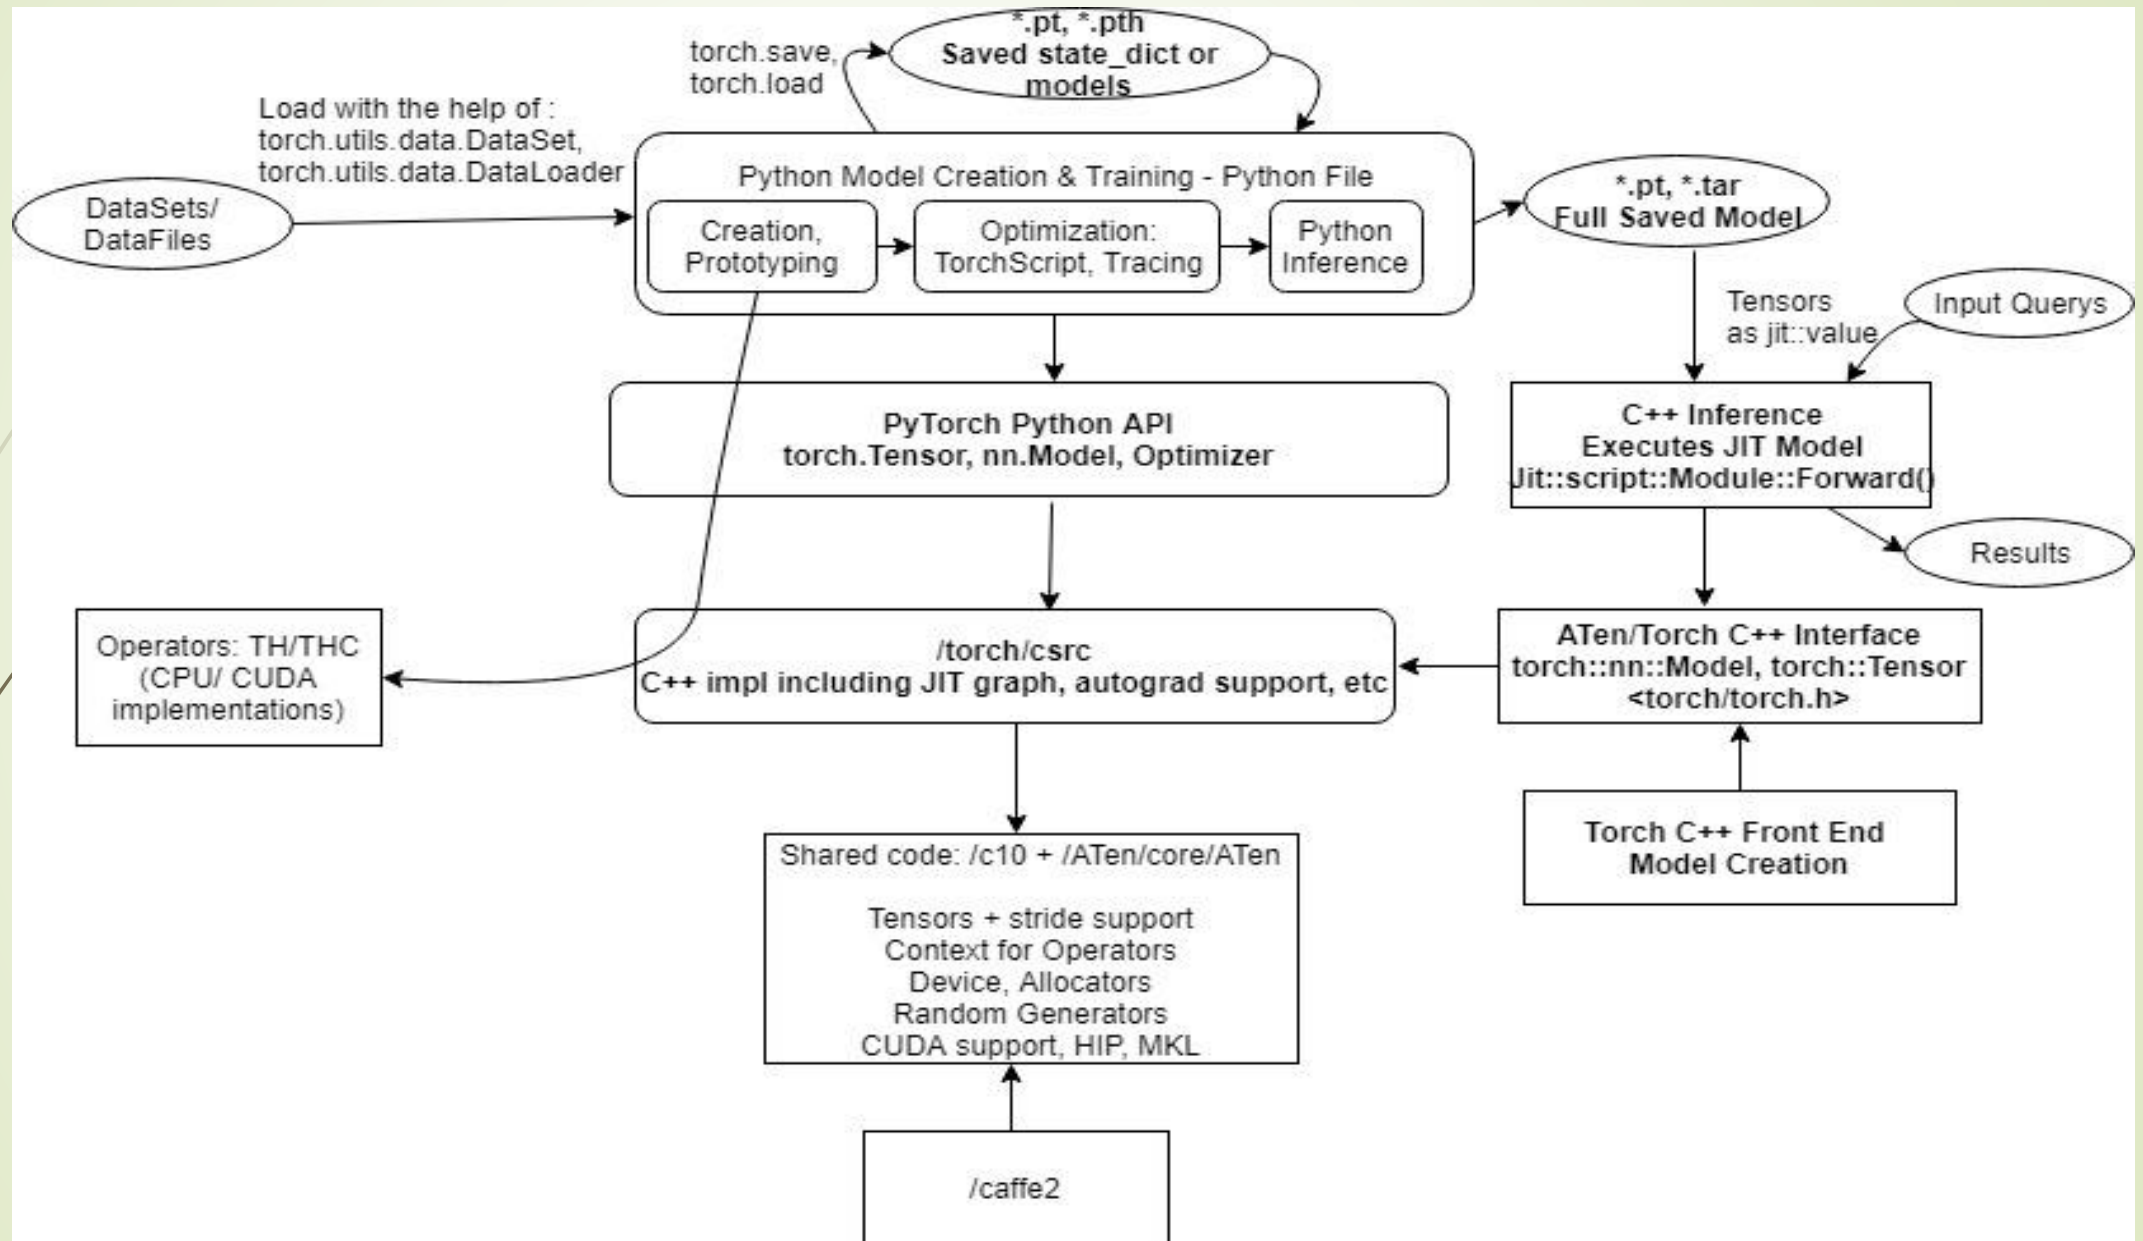 *.pt, *.pth
Saved state_dict or
models
torch.save,
torch.load
Load with the help of :
torch.utils.data.DataSet,
torch.utils.data.DataLoader
DataSets/
DataFiles
Python Model Creation & Training - Python File
Creation,
Prototyping
Optimization:
TorchScript, Tracing
Python
Inference
*.pt, *.tar
Full Saved Model
Tensors
as jit::value
Input Querys
PyTorch Python API
torch.Tensor, nn.Model, Optimizer
C++ Inference
Executes JIT Model
Jit::script::Module::Forward()
Results
Operators: TH/THC
(CPU/ CUDA
implementations)
/torch/csrc
C++ impl including JIT graph, autograd support, etc
ATen/Torch C++ Interface
torch::nn::Model, torch::Tensor
<torch/torch.h>
Torch C++ Front End
Model Creation
Shared code: /c10 + /ATen/core/ATen
Tensors + stride support
Context for Operators
Device, Allocators
Random Generators
CUDA support, HIP, MKL
/caffe2